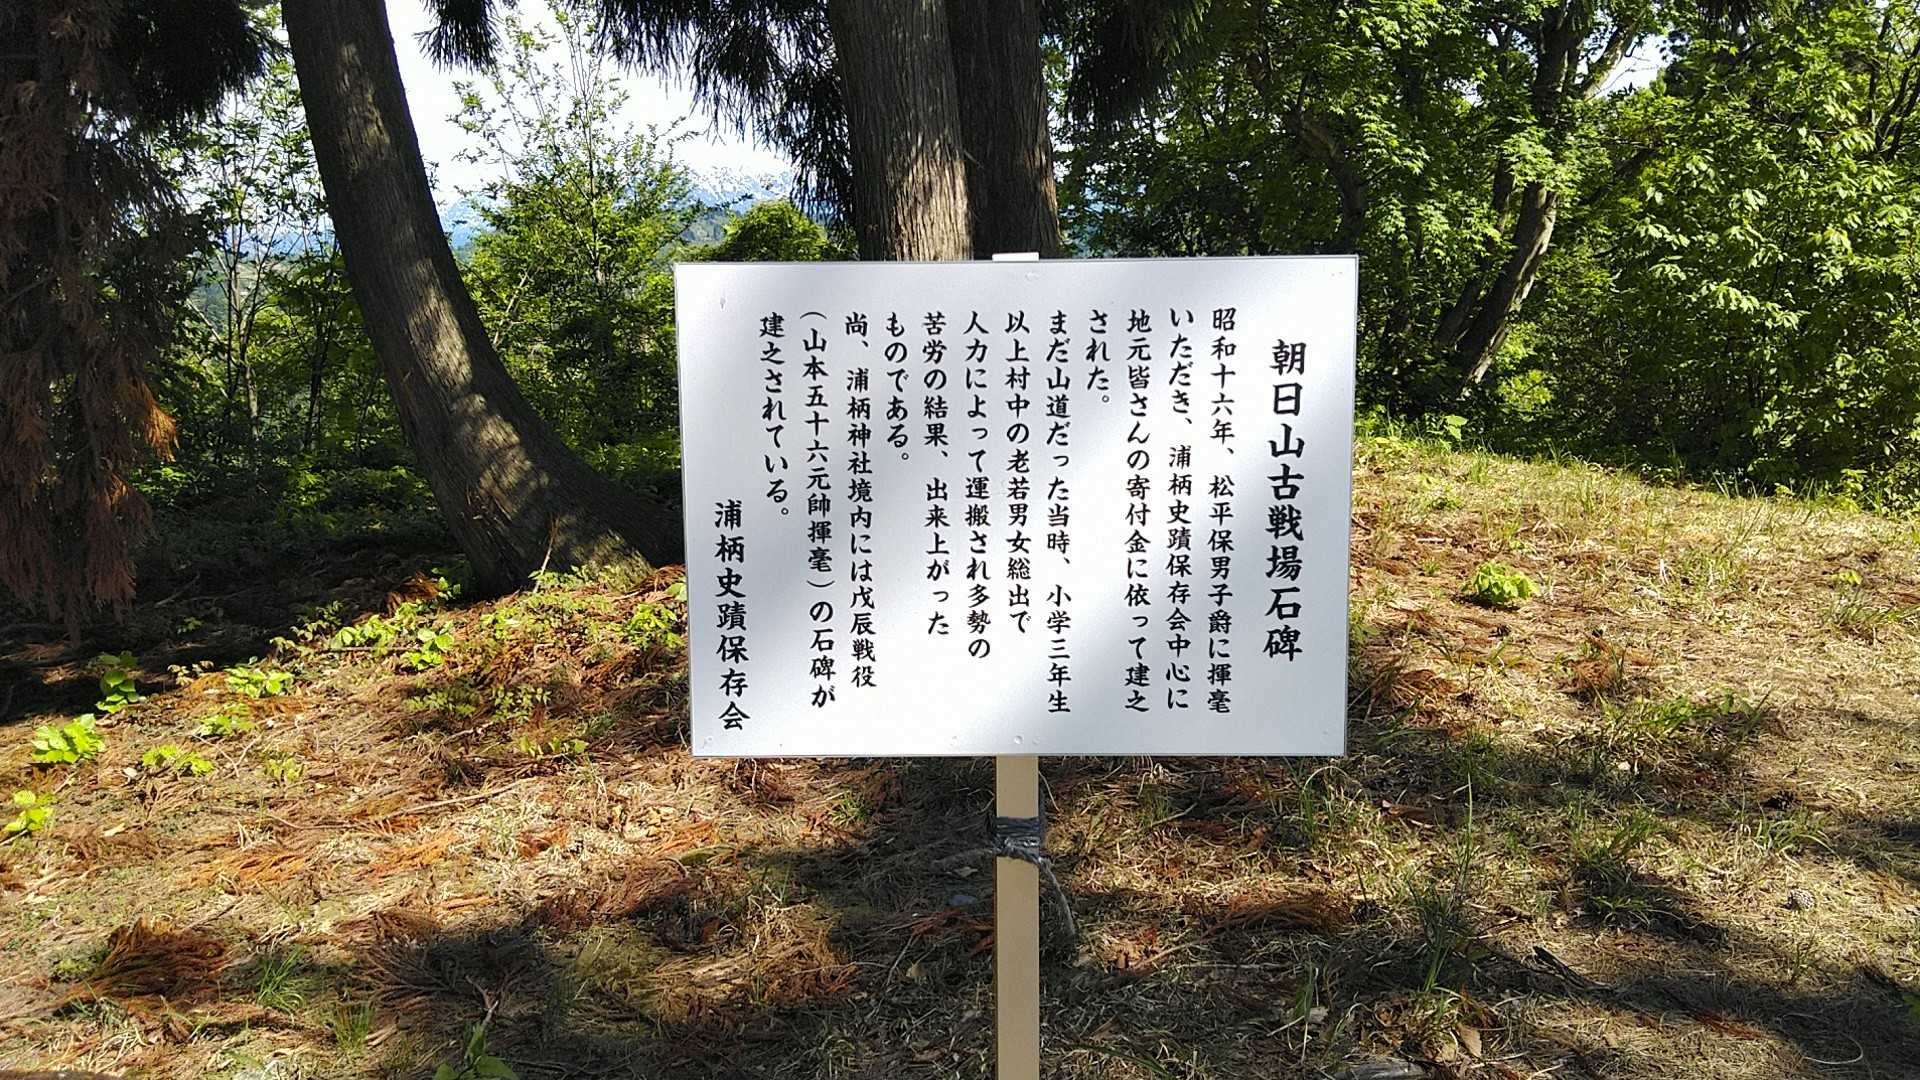 朝日山古戦場石碑
昭和十六年、松平保男子爵に揮毫
いただき、浦柄史蹟保存会中心に
地元皆さんの寄付金に依って建之
された。
まだ山道だった当時、小学三年生
以上村中の老若男女総出で
人力によって運搬され多勢の
苦労の結果、出来上がった
ものである。
尚、浦柄神社境内には戊辰戦役
（山本五十六元帥揮毫）の石碑が
建之されている。
浦柄史蹟保存会